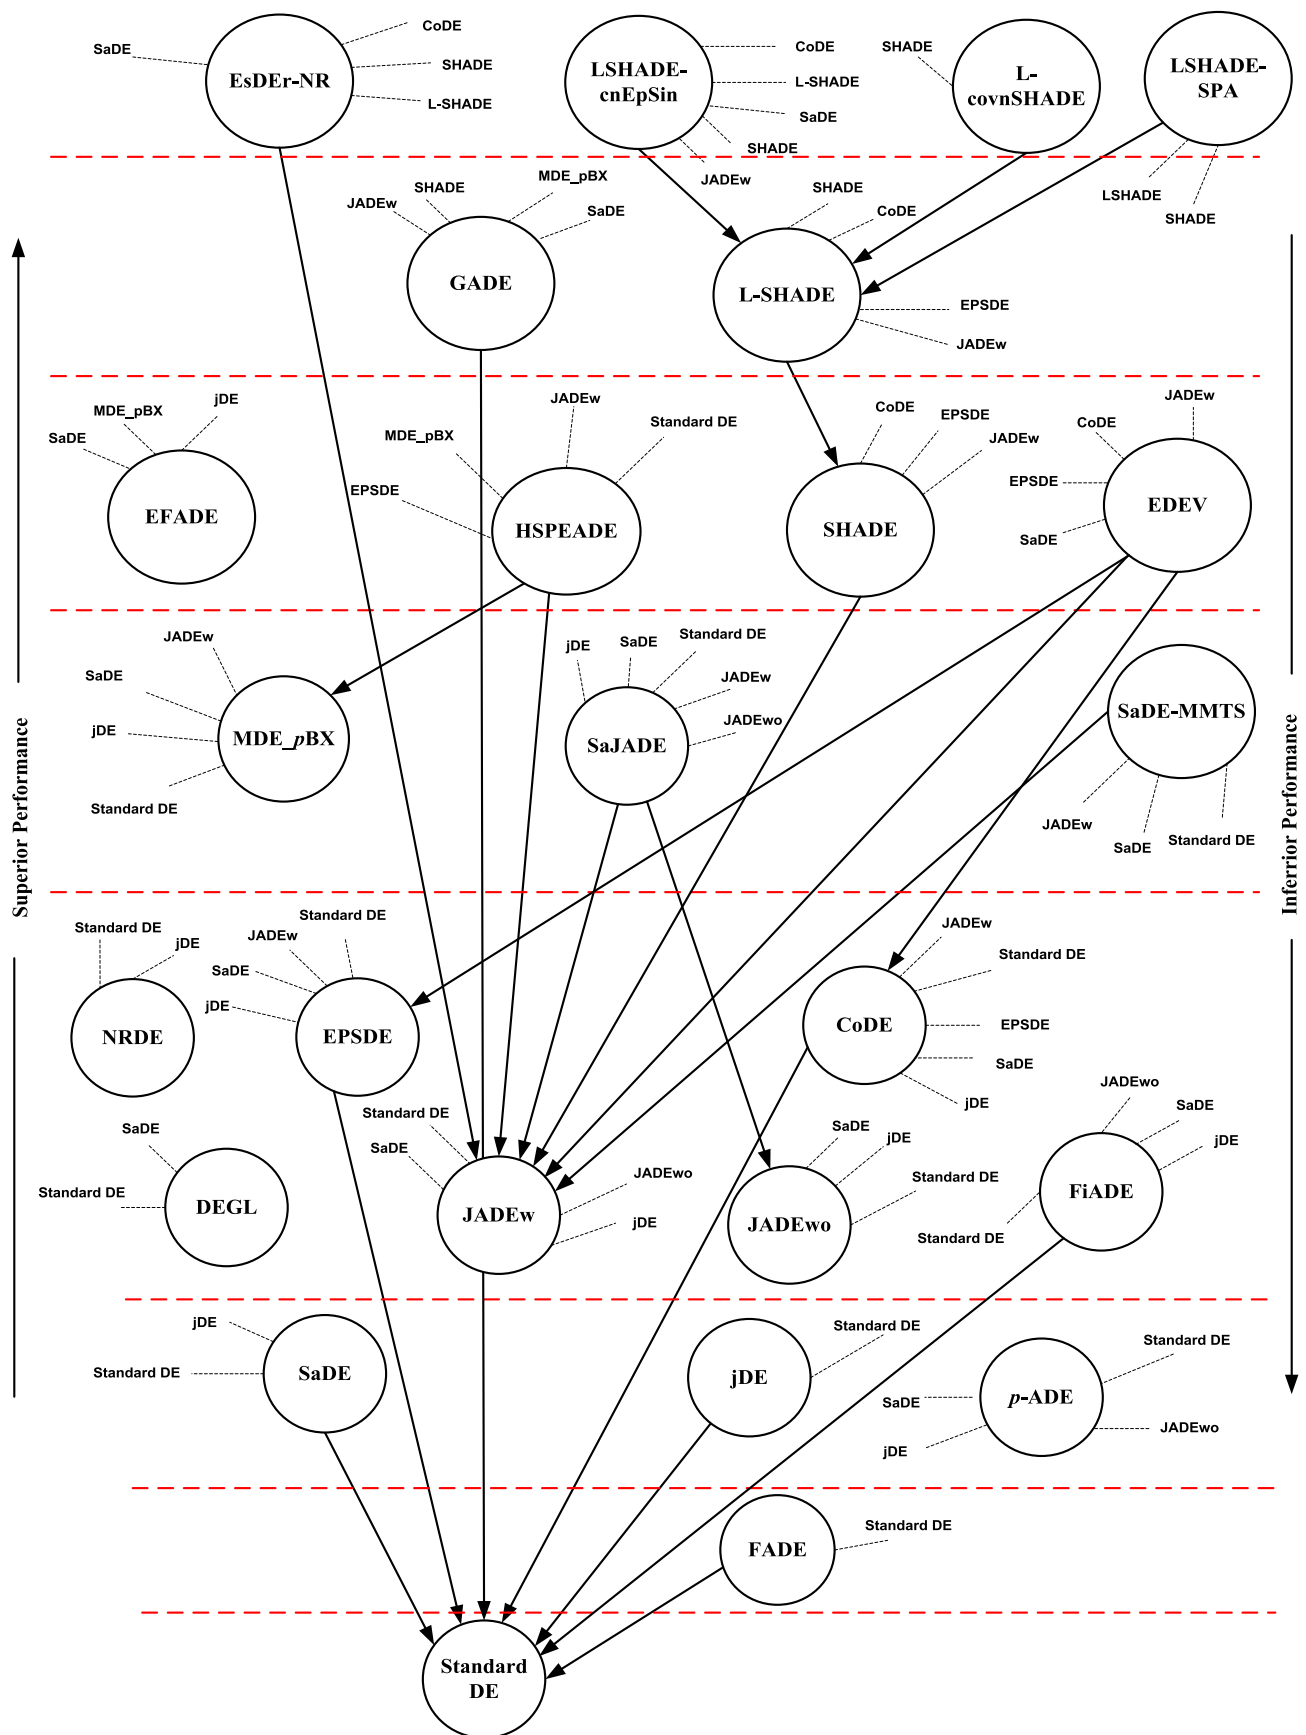 CoDE
SaDE
EsDEr-NR
SHADE
L-SHADE
LSHADE-
cnEpSin
CoDE
L-SHADE
SaDE
SHADE
JADEw
SHADE
L-
covnSHADE
LSHADE-
SPA
LSHADE
SHADE
JADEw
SHADE
MDE_pBX
SaDE
GADE
SHADE
CoDE
L-SHADE
EPSDE
JADEw
SaDE
MDE_pBX
jDE
EFADE
MDE_pBX
JADEw
Standard DE
EPSDE
HSPEADE
CoDE
EPSDE
JADEw
SHADE
JADEw
CoDE
EPSDE
SaDE
EDEV
JADEw
SaDE
jDE
Standard DE
MDE_pBX
jDE
SaDE
Standard DE
JADEw
JADEwo
SaJADE
SaDE-MMTS
JADEw
SaDE
Standard DE
Superior Performance
Inferrior Performance
Standard DE
jDE
NRDE
Standard DE
JADEw
SaDE
jDE
EPSDE
JADEw
Standard DE
EPSDE
SaDE
jDE
CoDE
SaDE
Standard DE
DEGL
Standard DE
SaDE
JADEwo
jDE
JADEw
SaDE
jDE
Standard DE
JADEwo
JADEwo
SaDE
jDE
Standard DE
FiADE
jDE
Standard DE
SaDE
Standard DE
jDE
Standard DE
SaDE
jDE
JADEwo
p-ADE
FADE
Standard DE
Standard
DE